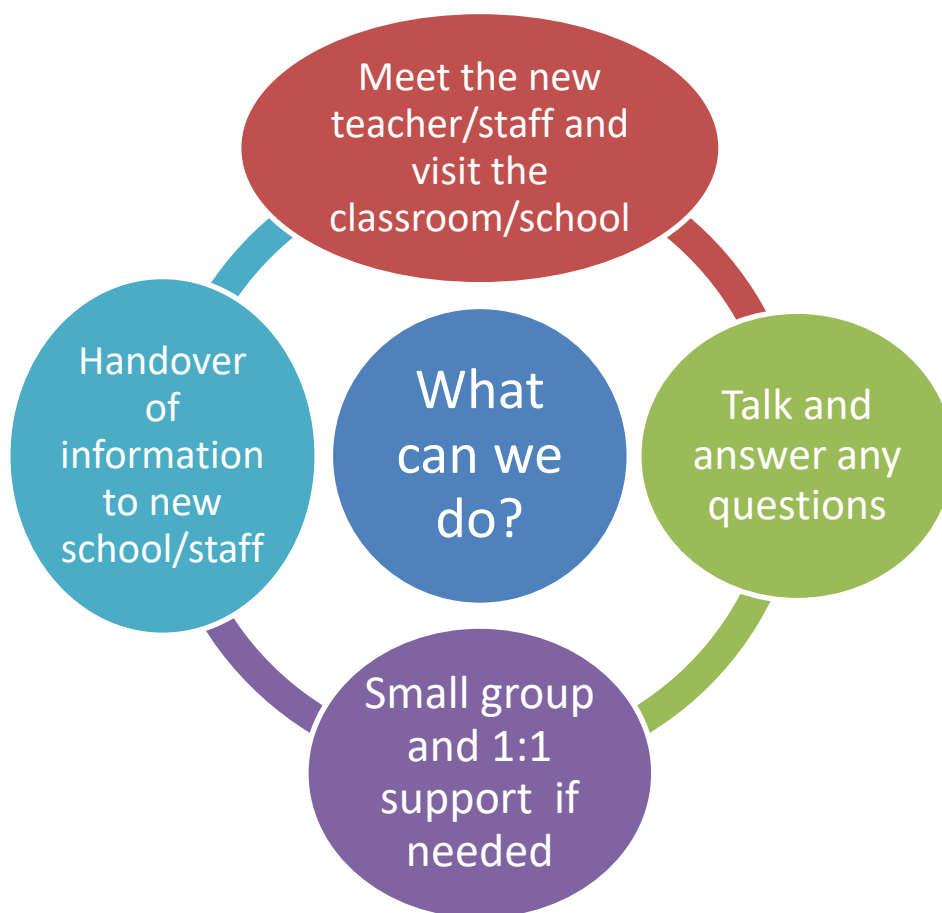 Meet the new
teacher/staff and
visit the
classroom/school
Handover
of
information
to new
school/staff
What
can we
do?
Talk and
answer any
questions
Small group
and 1:1
support  if
needed